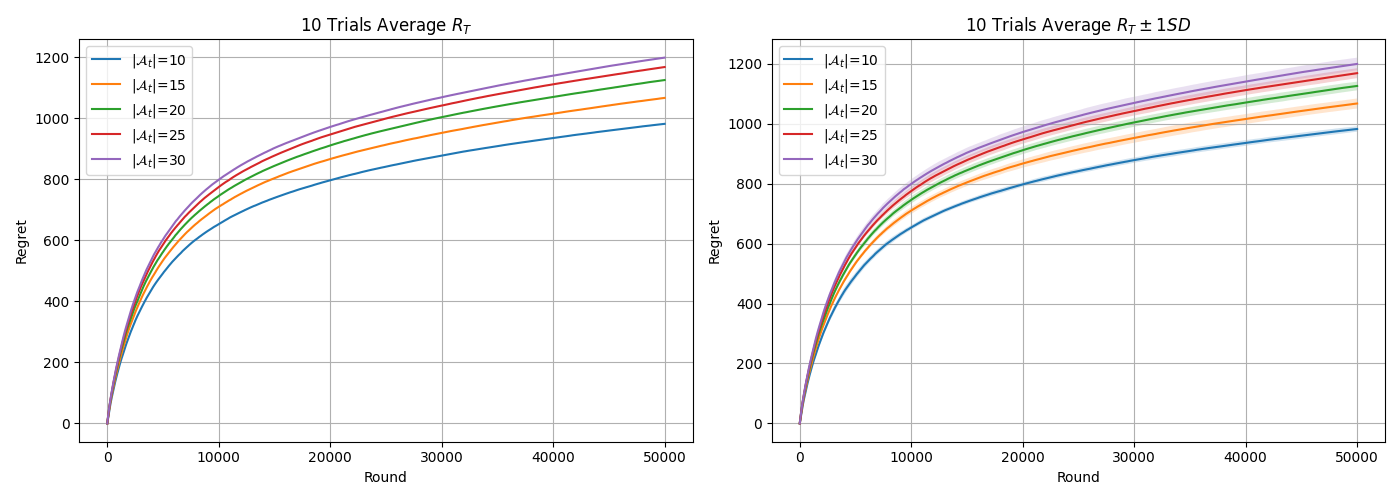 10 Trials Average $R_T$
|$\mathcal{A}_t$|=10
|$\mathcal{A}_t$|=15
|$\mathcal{A}_t$|=20
|$\mathcal{A}_t$|=25
|$\mathcal{A}_t$|=30
Regret
1200
1000
800
600
400
200
0
0 10000 20000 30000 40000 50000
Round
10 Trials Average $R_T \pm 1SD$
|$\mathcal{A}_t$|=10
|$\mathcal{A}_t$|=15
|$\mathcal{A}_t$|=20
|$\mathcal{A}_t$|=25
|$\mathcal{A}_t$|=30
Regret
1200
1000
800
600
400
200
0
0 10000 20000 30000 40000 50000
Round